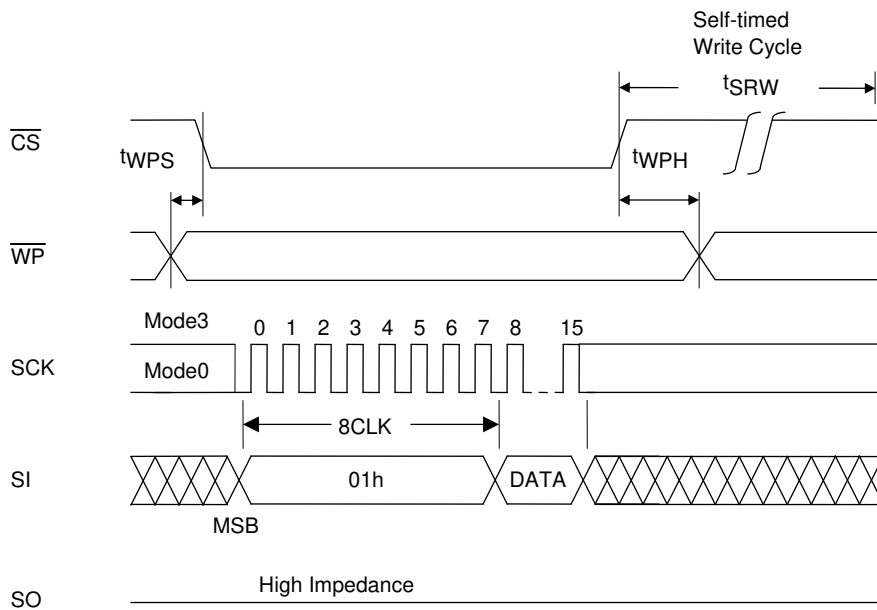 Self-timed
Write Cycle
tSRW
CS
tWPS
tWPH
WP
Mode3
0 1 2 3 4 5 6 7 8 15
SCK
Mode0
8CLK
SI
01h
DATA
MSB
High Impedance
SO